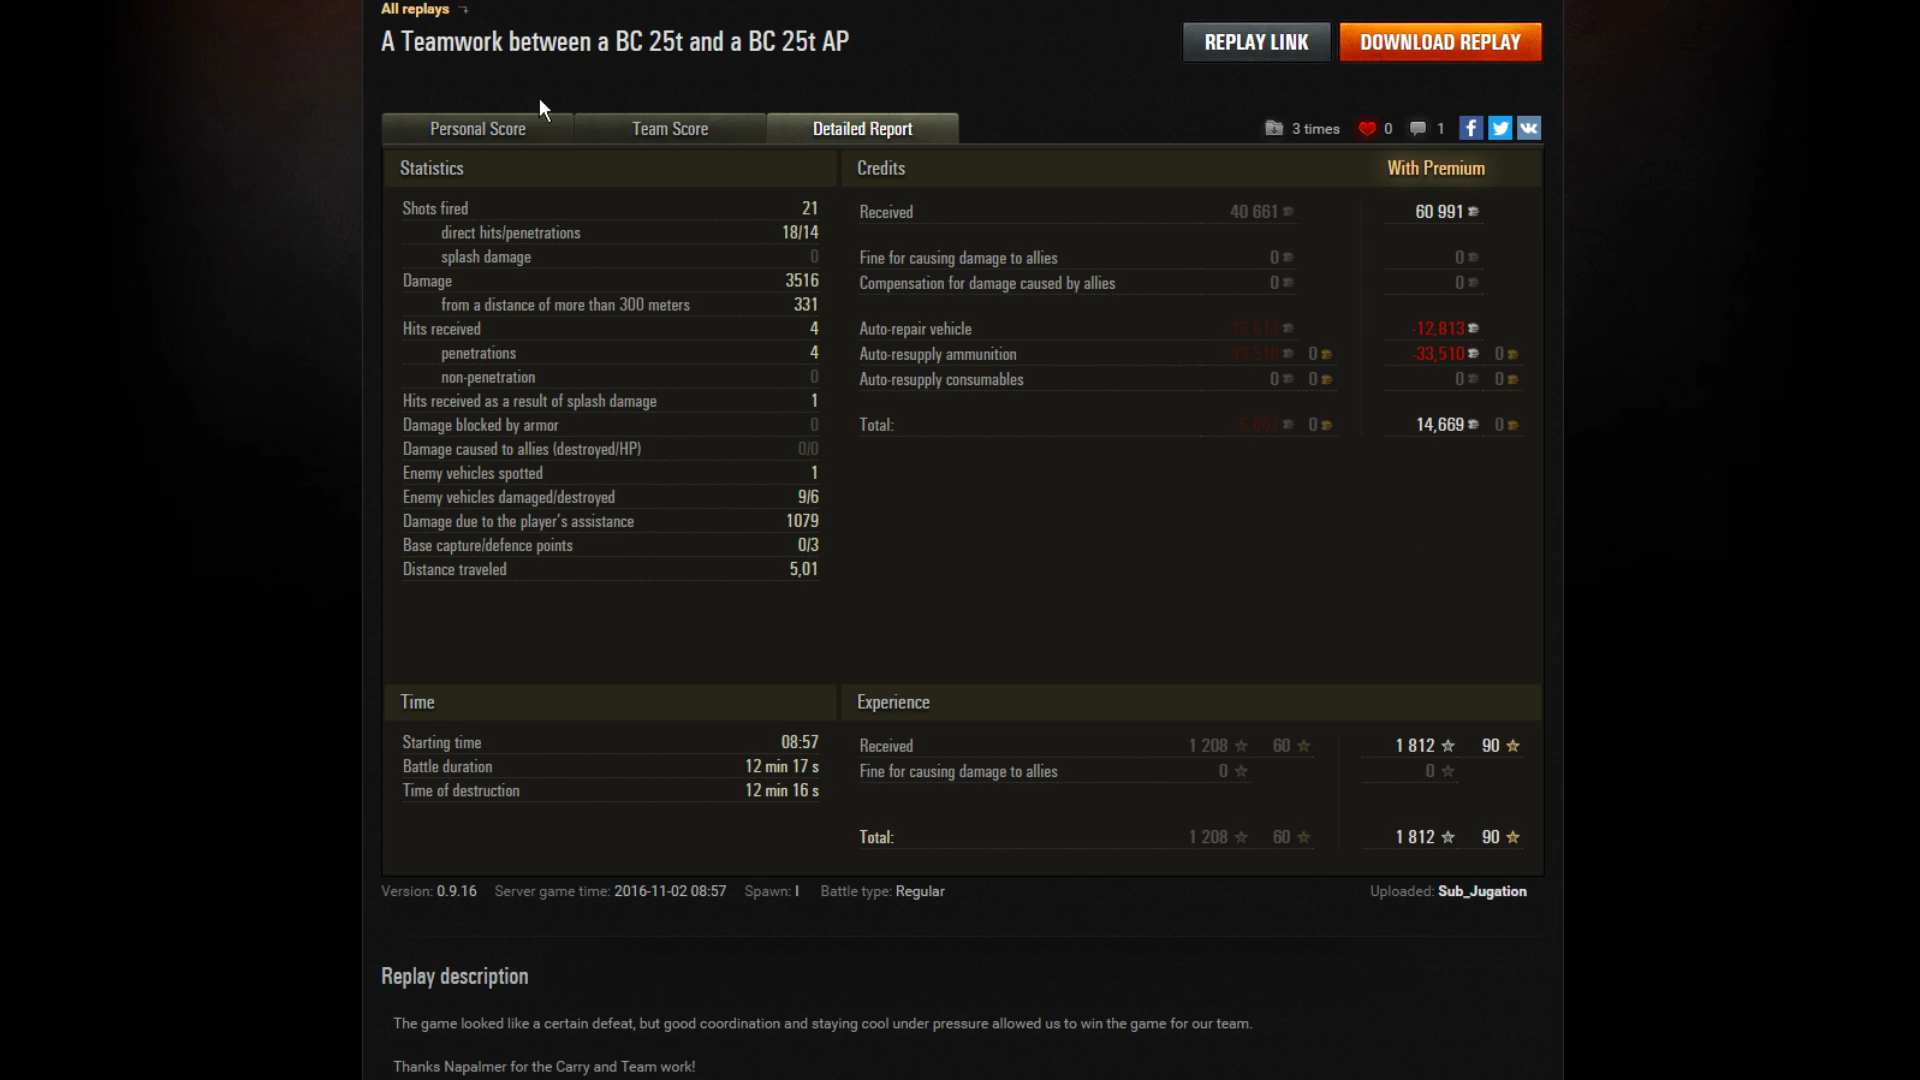 All replays
A Teamwork between a BC 25t and a BC 25t AP
REPLAY LINK
DOWNLOAD REPLAY
Personal Score
Team Score
Detailed Report
3 times
0
1
Statistics
Shots fired 21
direct hits/penetrations 18/14
splash damage 0
Damage 3516
from a distance of more than 300 meters 331
Hits received 4
penetrations 4
non-penetration 0
Hits received as a result of splash damage 1
Damage blocked by armor 0
Damage caused to allies (destroyed/HP) 0/0
Enemy vehicles spotted 1
Enemy vehicles damaged/destroyed 9/6
Damage due to the player's assistance 1079
Base capture/defence points 0/3
Distance traveled 5,01
Credits With Premium
Received 40 661 60 991
Fine for causing damage to allies 0 0
Compensation for damage caused by allies 0 0
Auto-repair vehicle -12,813 -12,813
Auto-resupply ammunition -33,510 0 -33,510 0
Auto-resupply consumables 0 0 0 0
Total: 0 14,669 0
Time
Starting time 08:57
Battle duration 12 min 17 s
Time of destruction 12 min 16 s
Experience
Received 1 208 60 1 812 90
Fine for causing damage to allies 0 0
Total: 1 208 60 1 812 90
Version: 0.9.16 Server game time: 2016-11-02 08:57 Spawn: I Battle type: Regular
Uploaded: Sub_Jugation
Replay description
The game looked like a certain defeat, but good coordination and staying cool under pressure allowed us to win the game for our team.
Thanks Napalmer for the Carry and Team work!